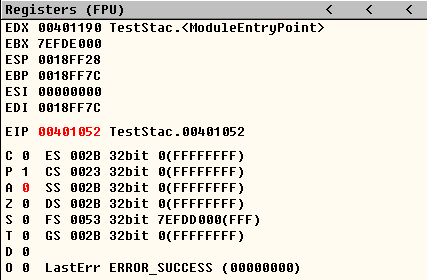 Registers (FPU) < < <
EDX 00401190 TestStac.<ModuleEntryPoint>
EBX 7EFDE000
ESP 0018FF28
EBP 0018FF7C
ESI 00000000
EDI 0018FF7C
EIP 00401052 TestStac.00401052
C 0 ES 002B 32bit 0(FFFFFFFF)
P 1 CS 0023 32bit 0(FFFFFFFF)
A 0 SS 002B 32bit 0(FFFFFFFF)
Z 0 DS 002B 32bit 0(FFFFFFFF)
S 0 FS 0053 32bit 7EFDD000(FFF)
T 0 GS 002B 32bit 0(FFFFFFFF)
D 0
O 0 LastErr ERROR_SUCCESS (00000000)